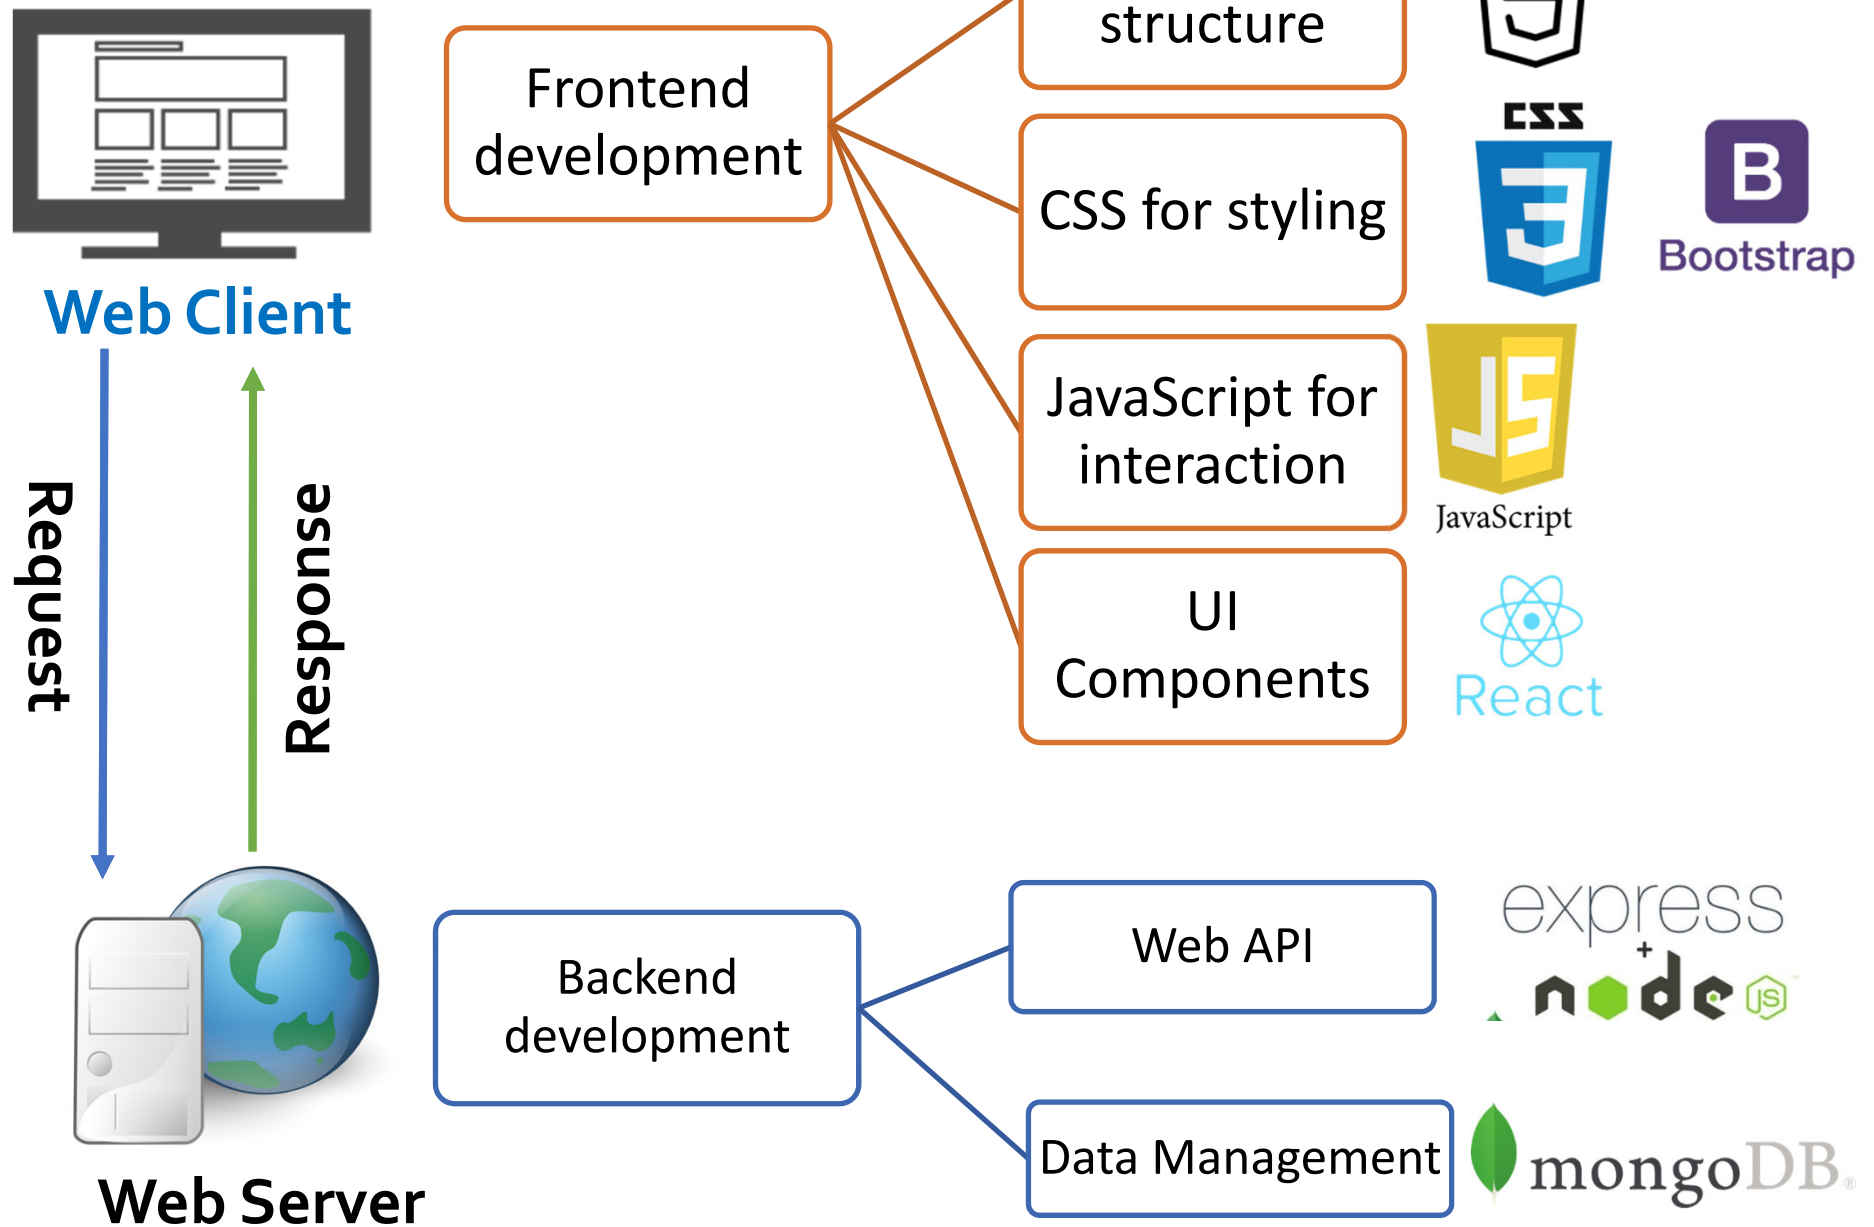 structure
Frontend
development
CSS
CSS for styling
B
Bootstrap
Web Client
JavaScript for
interaction
JS
JavaScript
Request
Response
UI
Components
React
express
+
node
JS
Web API
Backend
development
Data Management
mongoDB®
Web Server